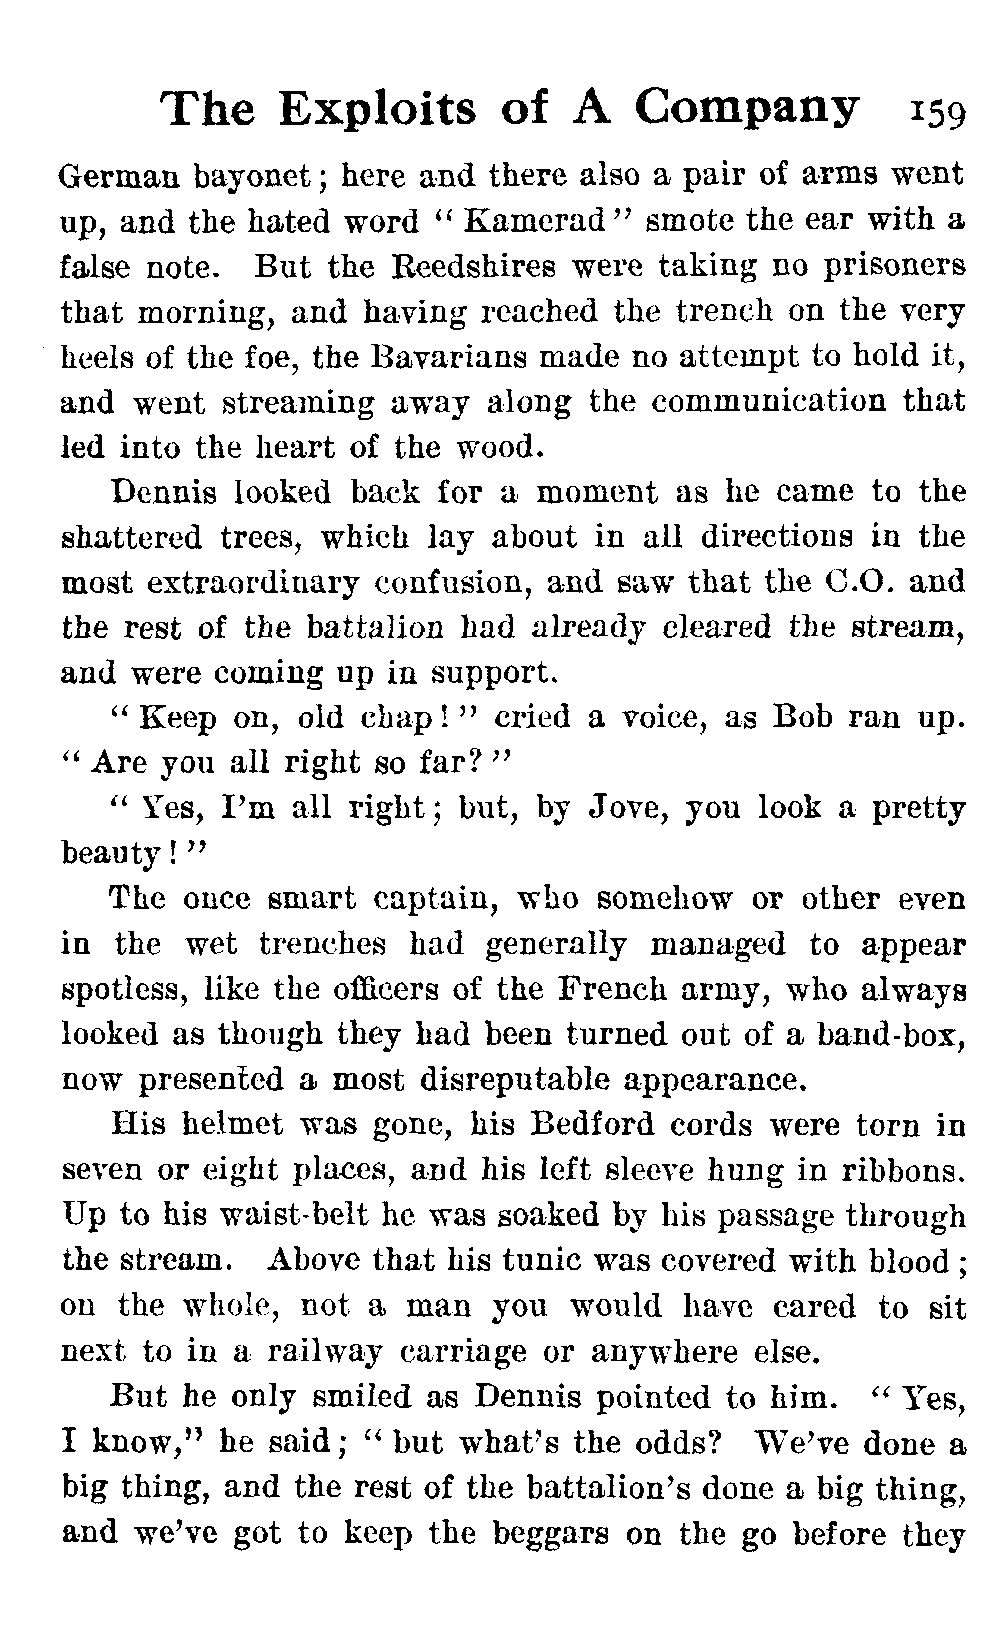 The Exploits of A Company 159
German bayonet; here and there also a pair of arms went
up, and the hated word “ Kamerad ” smote the ear with a
false note. But the Reedshires were taking no prisoners
that morning, and having reached the trench on the very
heels of the foe, the Bavarians made no attempt to hold it,
and went streaming away along the communication that
led into the heart of the wood.
Dennis looked back for a moment as he came to the
shattered trees, which lay about in all directions in the
most extraordinary confusion, and saw that the C.O. and
the rest of the battalion had already cleared the stream,
and were coming up in support.
“ Keep on, old chap! ” cried a voice, as Bob ran up.
“ Are you all right so far? ”
“ Yes, I’m all right; but, by Jove, you look a pretty
beauty! ”
The once smart captain, who somehow or other even
in the wet trenches had generally managed to appear
spotless, like the officers of the French army, who always
looked as though they had been turned out of a band-box,
now presented a most disreputable appearance.
His helmet was gone, his Bedford cords were torn in
seven or eight places, and his left sleeve hung in ribbons.
Up to his waist-belt he was soaked by his passage through
the stream. Above that his tunic was covered with blood;
on the whole, not a man you would have cared to sit
next to in a railway carriage or anywhere else.
But he only smiled as Dennis pointed to him. “ Yes,
I know,” he said; “ but what’s the odds? We’ve done a
big thing, and the rest of the battalion’s done a big thing,
and we’ve got to keep the beggars on the go before they